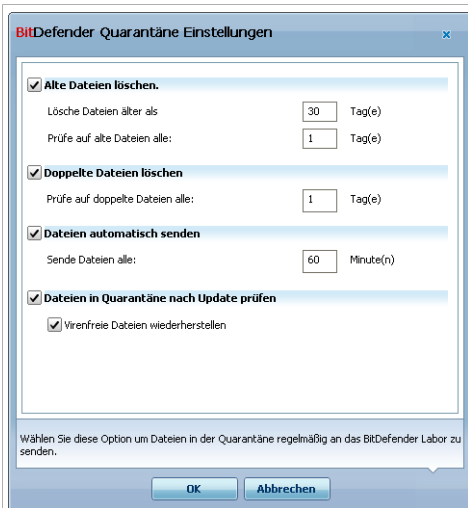 BitDefender Quarantäne Einstellungen
Alte Dateien löschen.
Lösche Dateien älter als 30 Tag(e)
Prüfe auf alte Dateien alle: 1 Tag(e)
Doppelte Dateien löschen
Prüfe auf doppelte Dateien alle: 1 Tag(e)
Dateien automatisch senden
Sende Dateien alle: 60 Minute(n)
Dateien in Quarantäne nach Update prüfen
Virenfreie Dateien wiederherstellen
Wählen Sie diese Option um Dateien in der Quarantäne regelmäßig an das BitDefender Labor zu
senden.
OK Abbrechen